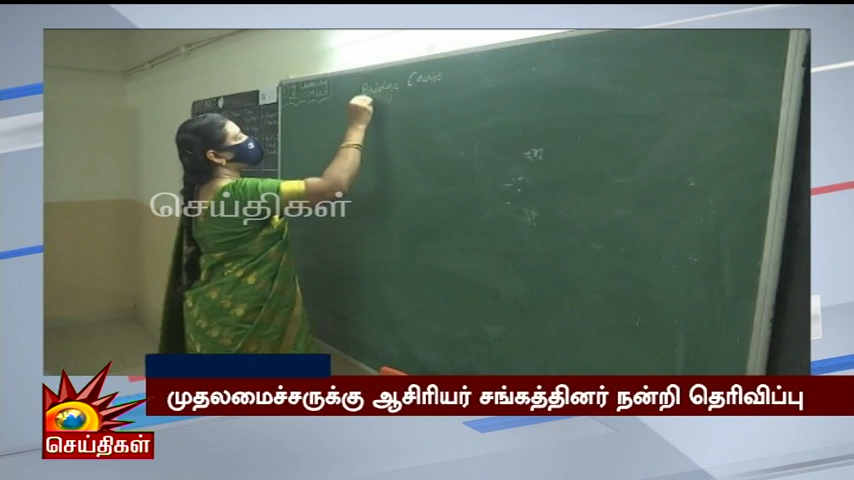 Bridge Course
செய்திகள்
முதலமைச்சருக்கு ஆசிரியர் சங்கத்தினர் நன்றி தெரிவிப்பு
செய்திகள்